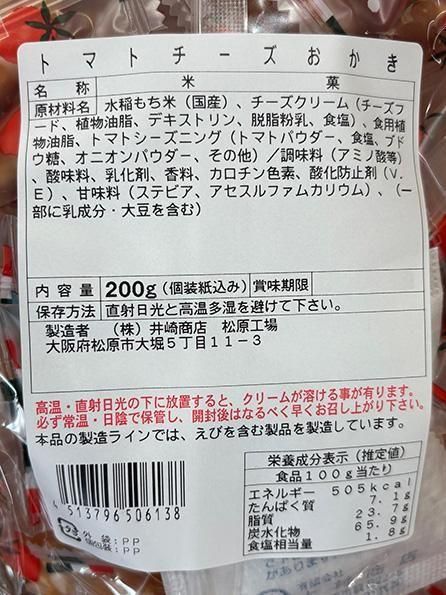 トマトチーズおかき
名称 米菓
原材料名 水稲もち米（国産）、チーズクリーム（チーズフ
ード、植物油脂、デキストリン、脱脂粉乳、食塩）、食用植
物油脂、トマトシーズニング（トマトパウダー、食塩、ブド
ウ糖、オニオンパウダー、その他）／調味料（アミノ酸等）
、酸味料、乳化剤、香料、カロチン色素、酸化防止剤（V.
E）、甘味料（ステビア、アセスルファムカリウム）、（一
部に乳成分・大豆を含む）
内容量 200g（個装紙込み） 賞味期限
保存方法 直射日光と高温多湿を避けて下さい。
製造者 （株）井崎商店 松原工場
大阪府松原市大堀５丁目１１－３
高温・直射日光の下に放置すると、クリームが溶ける事が有ります。
必ず常温・日陰で保管し、開封後はなるべく早くお召し上がり下さい。
本品の製造ラインでは、えびを含む製品を製造しています。
4513796506138
プラ
外袋：PP
個包装：PP
栄養成分表示（推定値）
食品１００g当たり
エネルギー 505kcal
たんぱく質 7.1g
脂質 23.7g
炭水化物 65.9g
食塩相当量 1.8g